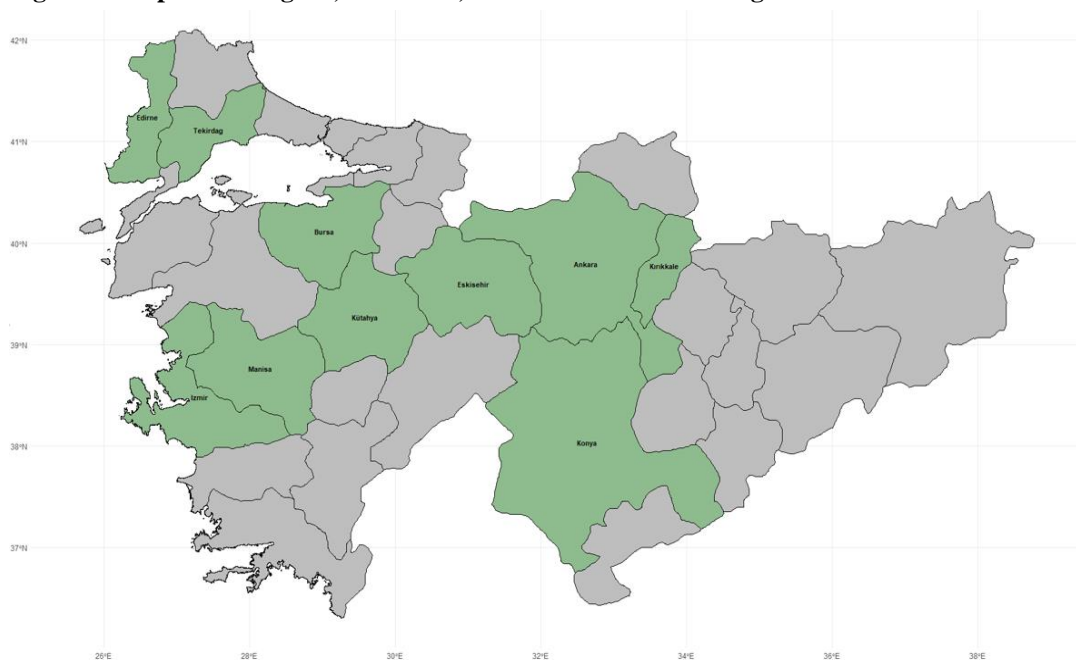 42°N
Edirne
Tekirdag
41°N
Bursa
40°N
Ankara
Kırıkkale
Eskisehir
Kütahya
39°N
Manisa
Izmir
Konya
38°N
37°N
26°E 28°E 30°E 32°E 34°E 36°E 38°E